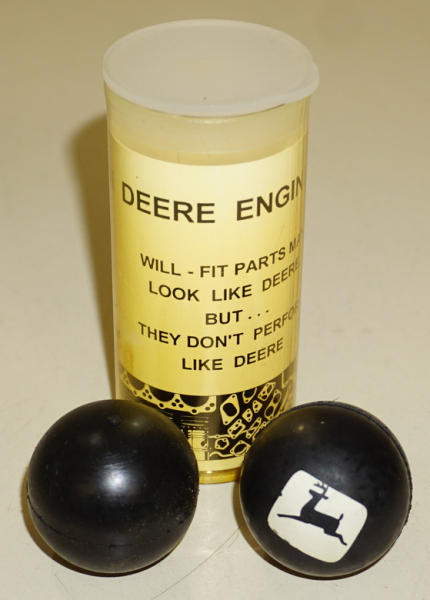 DEERE ENGIN
WILL - FIT PARTS MA
LOOK LIKE DEERE
BUT . . .
THEY DON'T PERFO
LIKE DEERE